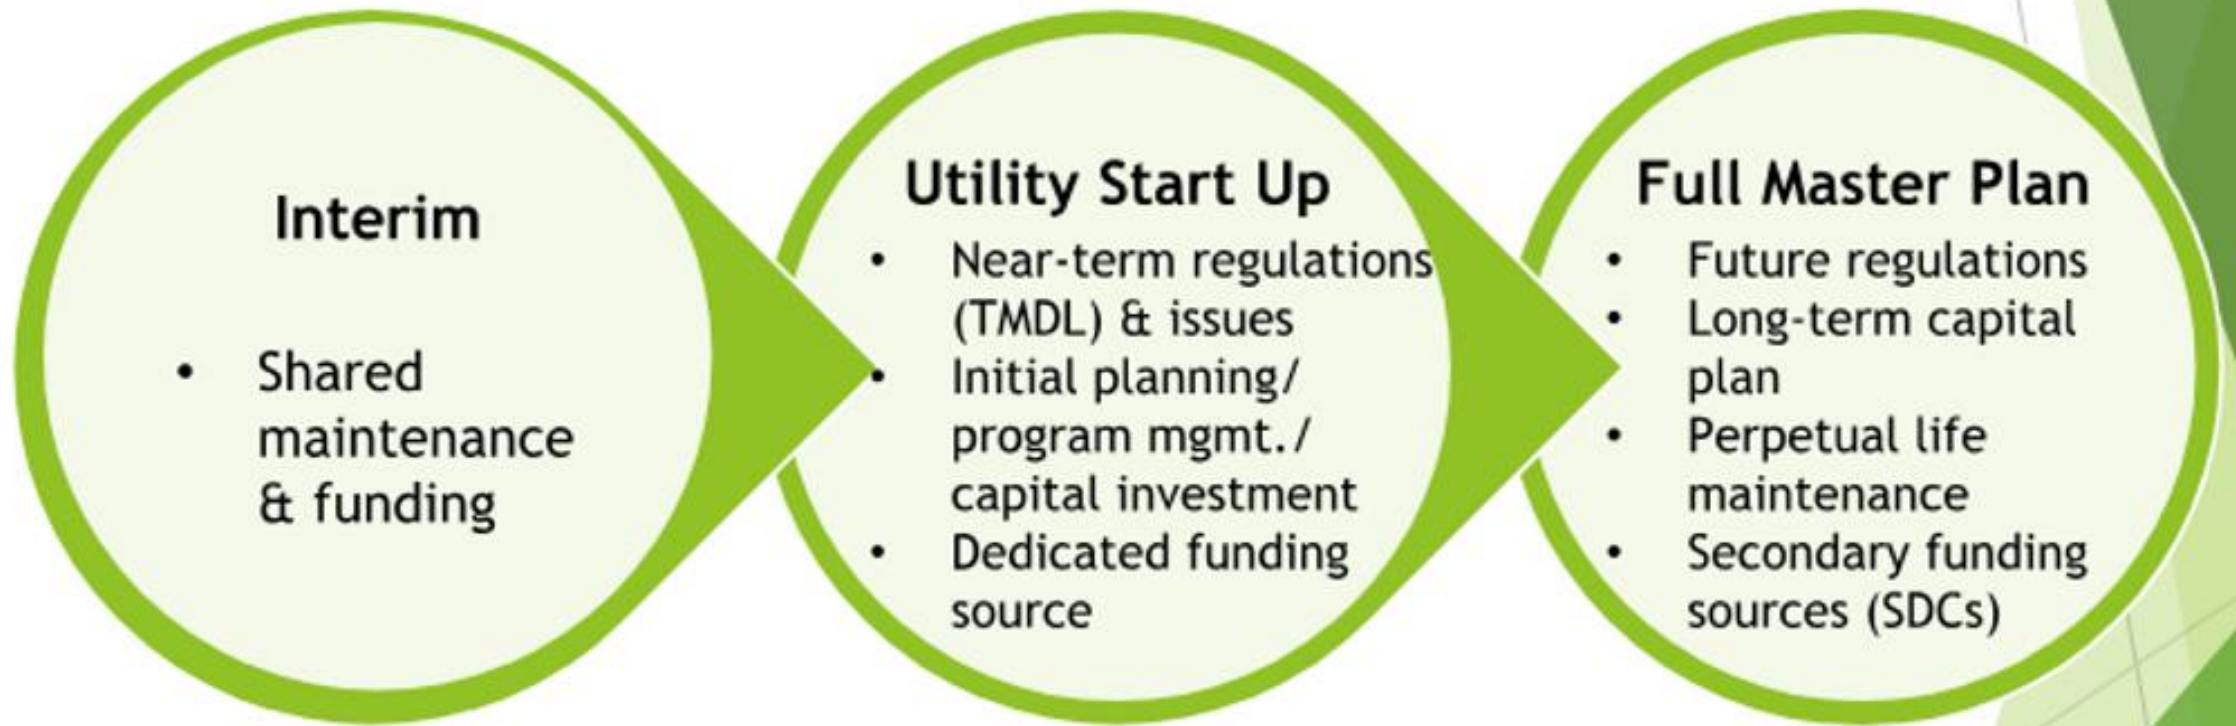 Interim
• Shared
maintenance
& funding
Utility Start Up
• Near-term regulations
(TMDL) & issues
• Initial planning/
program mgmt./
capital investment
• Dedicated funding
source
Full Master Plan
• Future regulations
• Long-term capital
plan
• Perpetual life
maintenance
• Secondary funding
sources (SDCs)